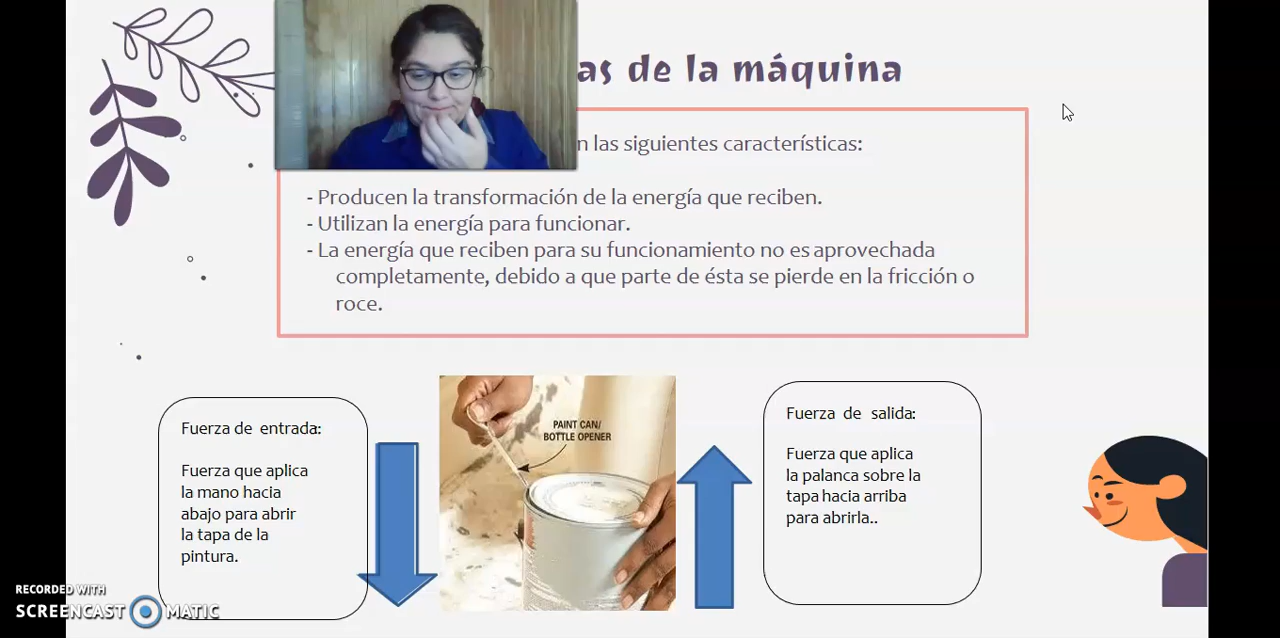 as de la máquina
n las siguientes características:
- Producen la transformación de la energía que reciben.
- Utilizan la energía para funcionar.
- La energía que reciben para su funcionamiento no es aprovechada
completamente, debido a que parte de ésta se pierde en la fricción o
roce.
Fuerza de entrada:
Fuerza que aplica
la mano hacia
abajo para abrir
la tapa de la
pintura.
PAINT CAN/
BOTTLE OPENER
Fuerza de salida:
Fuerza que aplica
la palanca sobre la
tapa hacia arriba
para abrirla..
RECORDED WITH
SCREENCAST MATIC